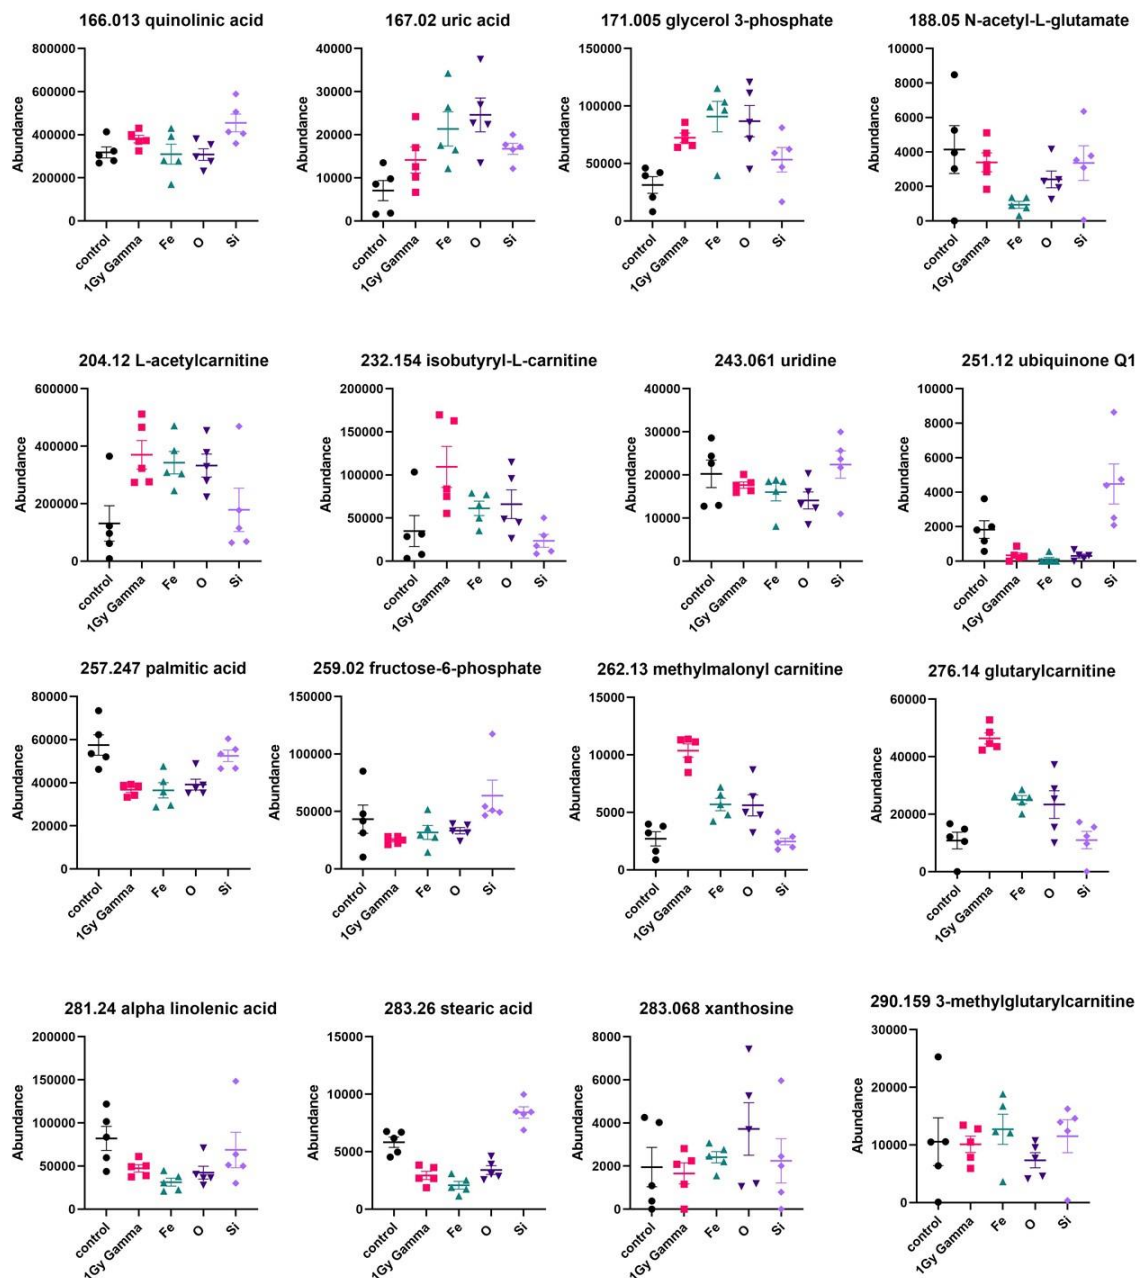 166.013 quinolinic acid
800000
600000
400000
200000
0
Abundance
control
1Gy Gamma
Fe
O
Si
167.02 uric acid
40000
30000
20000
10000
0
Abundance
control
1Gy Gamma
Fe
O
Si
171.005 glycerol 3-phosphate
150000
100000
50000
0
Abundance
control
1Gy Gamma
Fe
O
Si
188.05 N-acetyl-L-glutamate
10000
8000
6000
4000
2000
0
Abundance
control
1Gy Gamma
Fe
O
Si
204.12 L-acetylcarnitine
600000
400000
200000
0
Abundance
control
1Gy Gamma
Fe
O
Si
232.154 isobutyryl-L-carnitine
200000
150000
100000
50000
0
Abundance
control
1Gy Gamma
Fe
O
Si
243.061 uridine
40000
30000
20000
10000
0
Abundance
control
1Gy Gamma
Fe
O
Si
251.12 ubiquinone Q1
10000
8000
6000
4000
2000
0
Abundance
control
1Gy Gamma
Fe
O
Si
257.247 palmitic acid
80000
60000
40000
20000
0
Abundance
control
1Gy Gamma
Fe
O
Si
259.02 fructose-6-phosphate
150000
100000
50000
0
Abundance
control
1Gy Gamma
Fe
O
Si
262.13 methylmalonyl carnitine
15000
10000
5000
0
Abundance
control
1Gy Gamma
Fe
O
Si
276.14 glutarylcarnitine
60000
40000
20000
0
Abundance
control
1Gy Gamma
Fe
O
Si
281.24 alpha linolenic acid
200000
150000
100000
50000
0
Abundance
control
1Gy Gamma
Fe
O
Si
283.26 stearic acid
15000
10000
5000
0
Abundance
control
1Gy Gamma
Fe
O
Si
283.068 xanthosine
8000
6000
4000
2000
0
Abundance
control
1Gy Gamma
Fe
O
Si
290.159 3-methylglutarylcarnitine
30000
20000
10000
0
Abundance
control
1Gy Gamma
Fe
O
Si